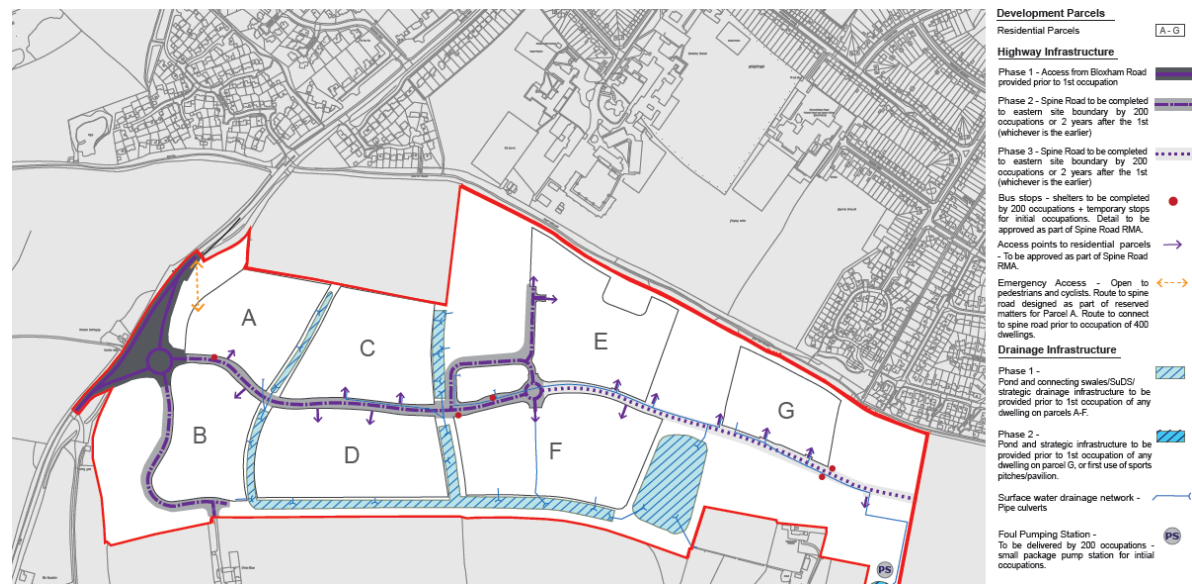 Development Parcels
Residential Parcels
A - G
Highway Infrastructure
Phase 1 - Access from Bloxham Road
provided prior to 1st occupation
Phase 2 - Spine Road to be completed
to eastern site boundary by 200
occupations or 2 years after the 1st
(whichever is the earlier)
Phase 3 - Spine Road to be completed
to eastern site boundary by 200
occupations or 2 years after the 1st
(whichever is the earlier)
Bus stops - shelters to be completed
by 200 occupations + temporary stops
for initial occupations. Detail to be
approved as part of Spine Road RMA.
Access points to residential parcels
- To be approved as part of Spine Road
RMA.
Emergency Access - Open to
pedestrians and cyclists. Route to spine
road designed as part of reserved
matters for Parcel A. Route to connect
to spine road prior to occupation of 400
dwellings.
Drainage Infrastructure
Phase 1 -
Pond and connecting swales/SuDS/
strategic drainage infrastructure to be
provided prior to 1st occupation of any
dwelling on parcels A-F.
Phase 2 -
Pond and strategic infrastructure to be
provided prior to 1st occupation of any
dwelling on parcel G, or first use of sports
pitches/pavilion.
Surface water drainage network -
Pipe culverts
Foul Pumping Station -
To be delivered by 200 occupations -
small package pump station for intiial
occupations.
PS
A
C
E
G
B
D
F
PS